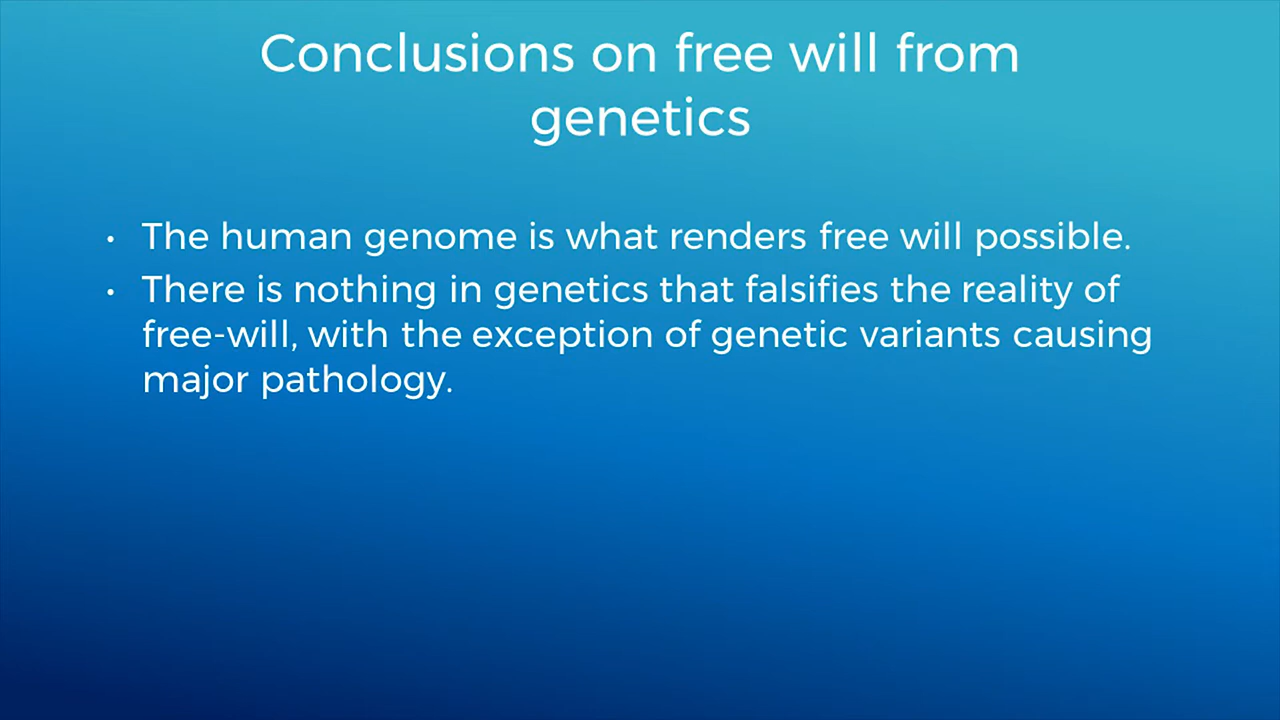 Conclusions on free will from
genetics
• The human genome is what renders free will possible.
• There is nothing in genetics that falsifies the reality of
free-will, with the exception of genetic variants causing
major pathology.